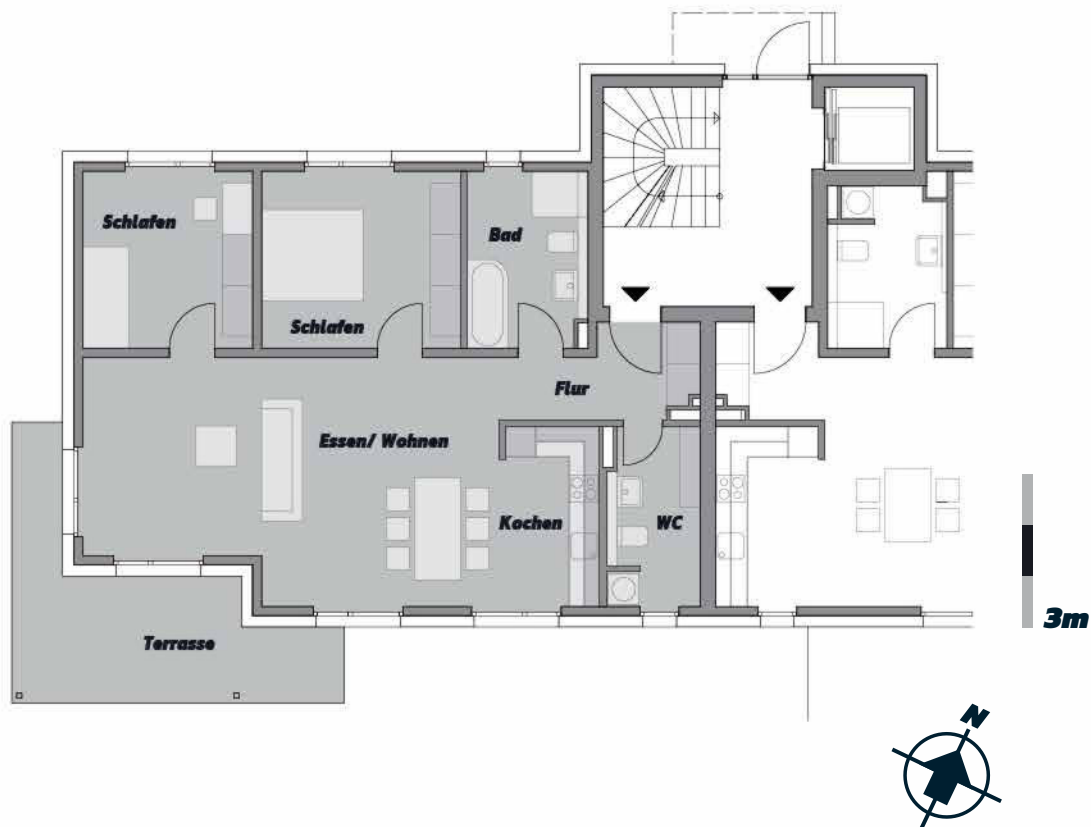 Schlafen
Bad
Schlafen
Flur
Essen/ Wohnen
Kochen
WC
3m
Terrasse
N